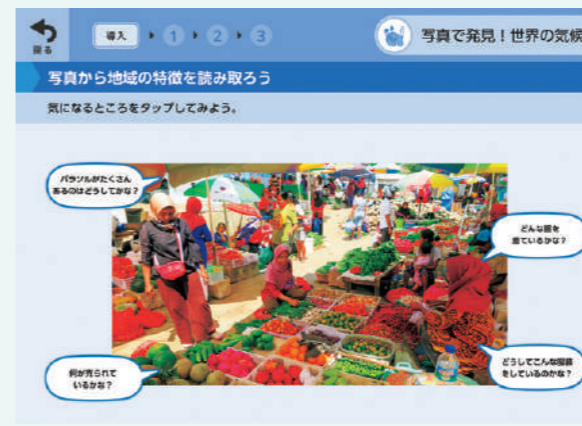 戻る
導入
1
2
3
写真で発見!世界の気候
写真から地域の特徴を読み取ろう
気になるところをタップしてみよう。
パラソルがたくさん
あるのはどうしてかな?
どんな服を
着ているかな?
何が売られて
いるかな?
どうしてこんな服装
をしているのかな?